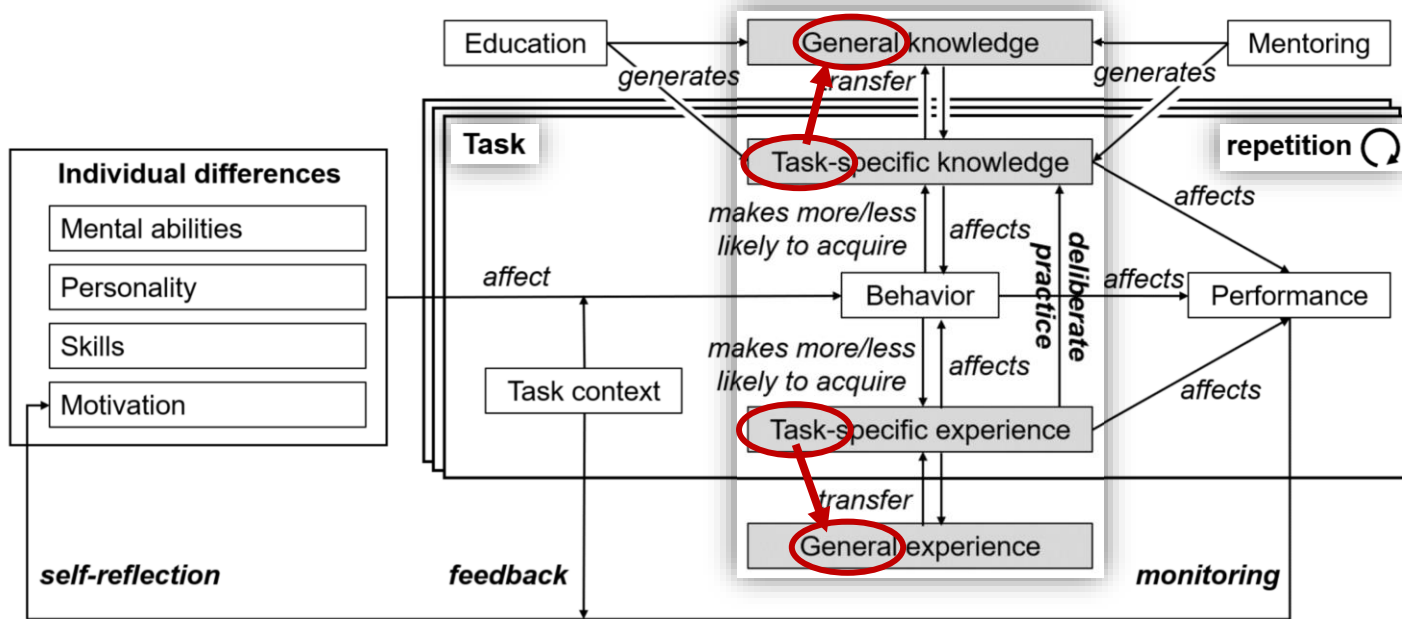 Education
General knowledge
Mentoring
generates
transfer
generates
Task
repetition
Individual differences
Task-specific knowledge
Mental abilities
makes more/less
likely to acquire
affects
deliberate
practice
affects
Personality
affect
Behavior
affects
Performance
Skills
makes more/less
likely to acquire
affects
Task context
affects
Motivation
Task-specific experience
transfer
General experience
self-reflection
feedback
monitoring